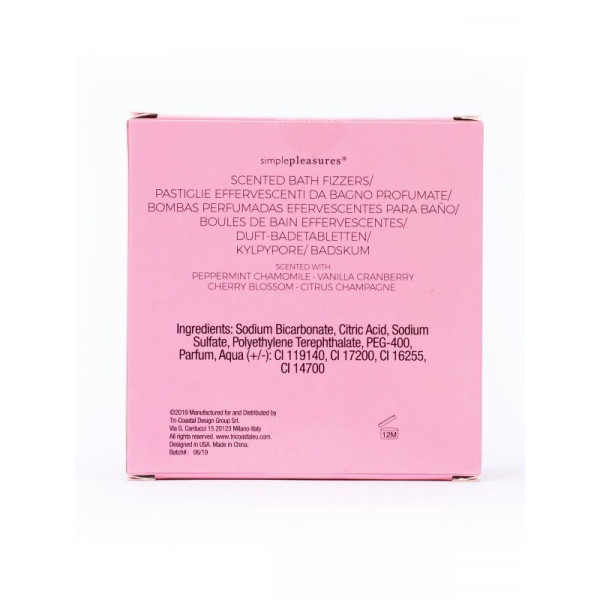 simplepleasures®
SCENTED BATH FIZZERS/
PASTIGLIE EFFERVESCENTI DA BAGNO PROFUMATE/
BOMBAS PERFUMADAS EFERVESCENTES PARA BAÑO/
BOULES DE BAIN EFFERVESCENTES/
DUFT-BADETABLETTEN/
KYLPYPORE/ BADSKUM
SCENTED WITH
PEPPERMINT CHAMOMILE · VANILLA CRANBERRY
CHERRY BLOSSOM · CITRUS CHAMPAGNE
Ingredients: Sodium Bicarbonate, Citric Acid, Sodium
Sulfate, Polyethylene Terephthalate, PEG-400,
Parfum, Aqua (+/-): CI 119140, CI 17200, CI 16255,
CI 14700
©2019 Manufactured for and Distributed by
Tri-Coastal Design Group Srl.
Via G. Carducci 15 20123 Milano-Italy
All rights reserved. www.tricoastaleu.com.
Designed in USA. Made in China.
Batch#: 06/19
12M